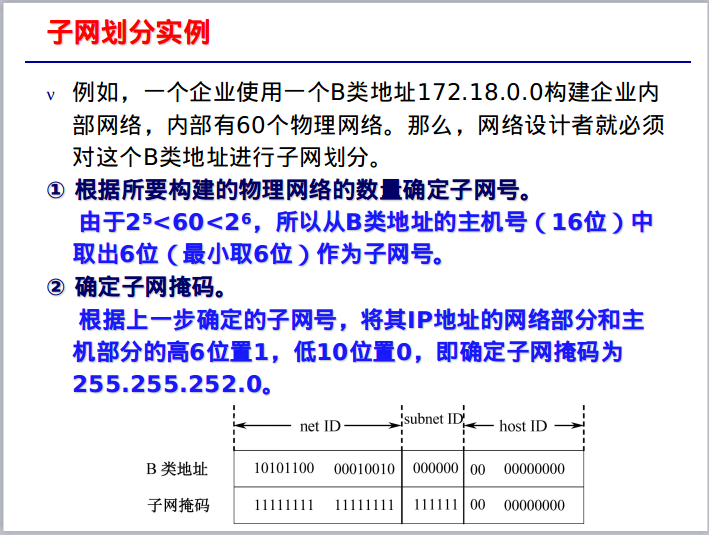 子网划分实例
ν 例如，一个企业使用一个B类地址172.18.0.0构建企业内
部网络，内部有60个物理网络。那么，网络设计者就必须
对这个B类地址进行子网划分。
① 根据所要构建的物理网络的数量确定子网号。
由于2⁵<60<2⁶，所以从B类地址的主机号（16位）中
取出6位（最小取6位）作为子网号。
② 确定子网掩码。
根据上一步确定的子网号，将其IP地址的网络部分和主
机部分的高6位置1，低10位置0，即确定子网掩码为
255.255.252.0。
net ID subnet ID host ID
B 类地址 10101100 00010010 000000 00 00000000
子网掩码 11111111 11111111 111111 00 00000000